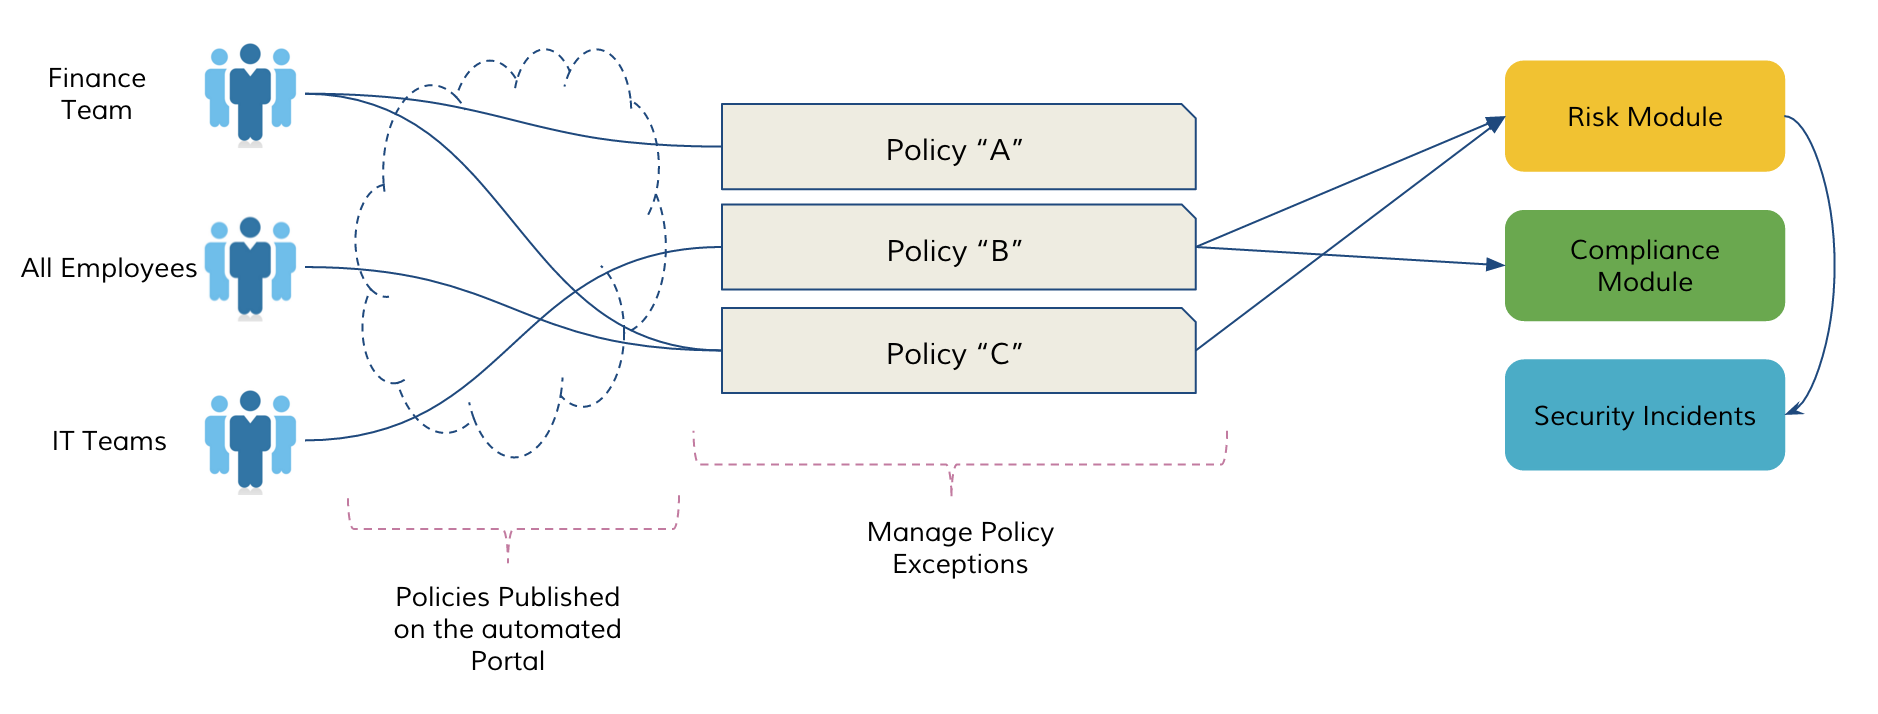 Finance
Team
All Employees
IT Teams
Policy “A”
Policy “B”
Policy “C”
Risk Module
Compliance
Module
Security Incidents
Manage Policy
Exceptions
Policies Published
on the automated
Portal